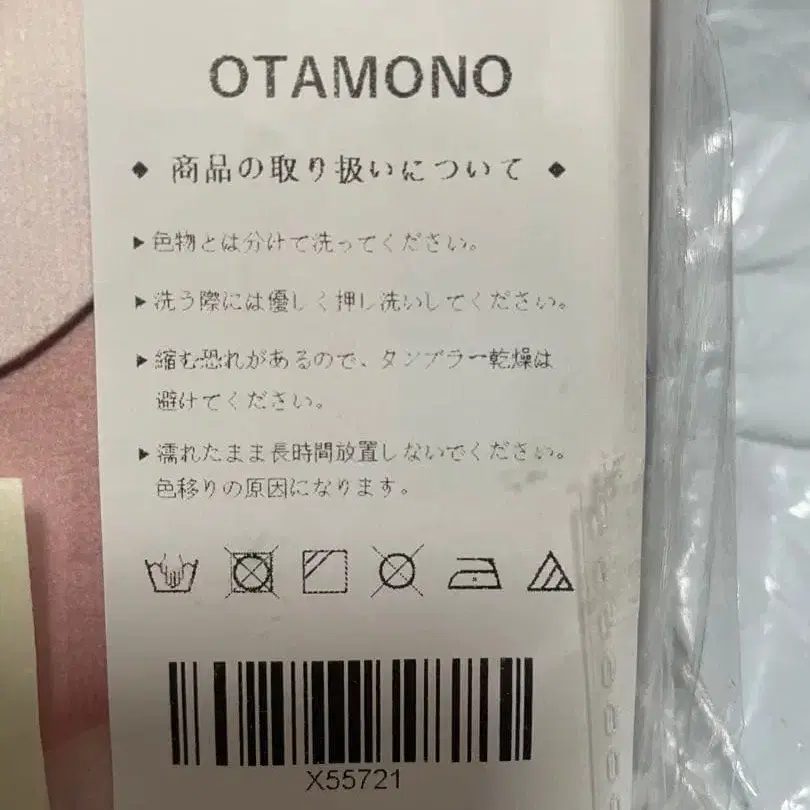 OTAMONO
◆ 商品の取り扱いについて ◆
▶色物とは分けて洗ってください。
▶洗う際には優しく押し洗いしてください。
▶縮む恐れがあるので、タンブラー乾燥は
避けてください。
▶濡れたまま長時間放置しないでください。
色移りの原因になります。
X55721